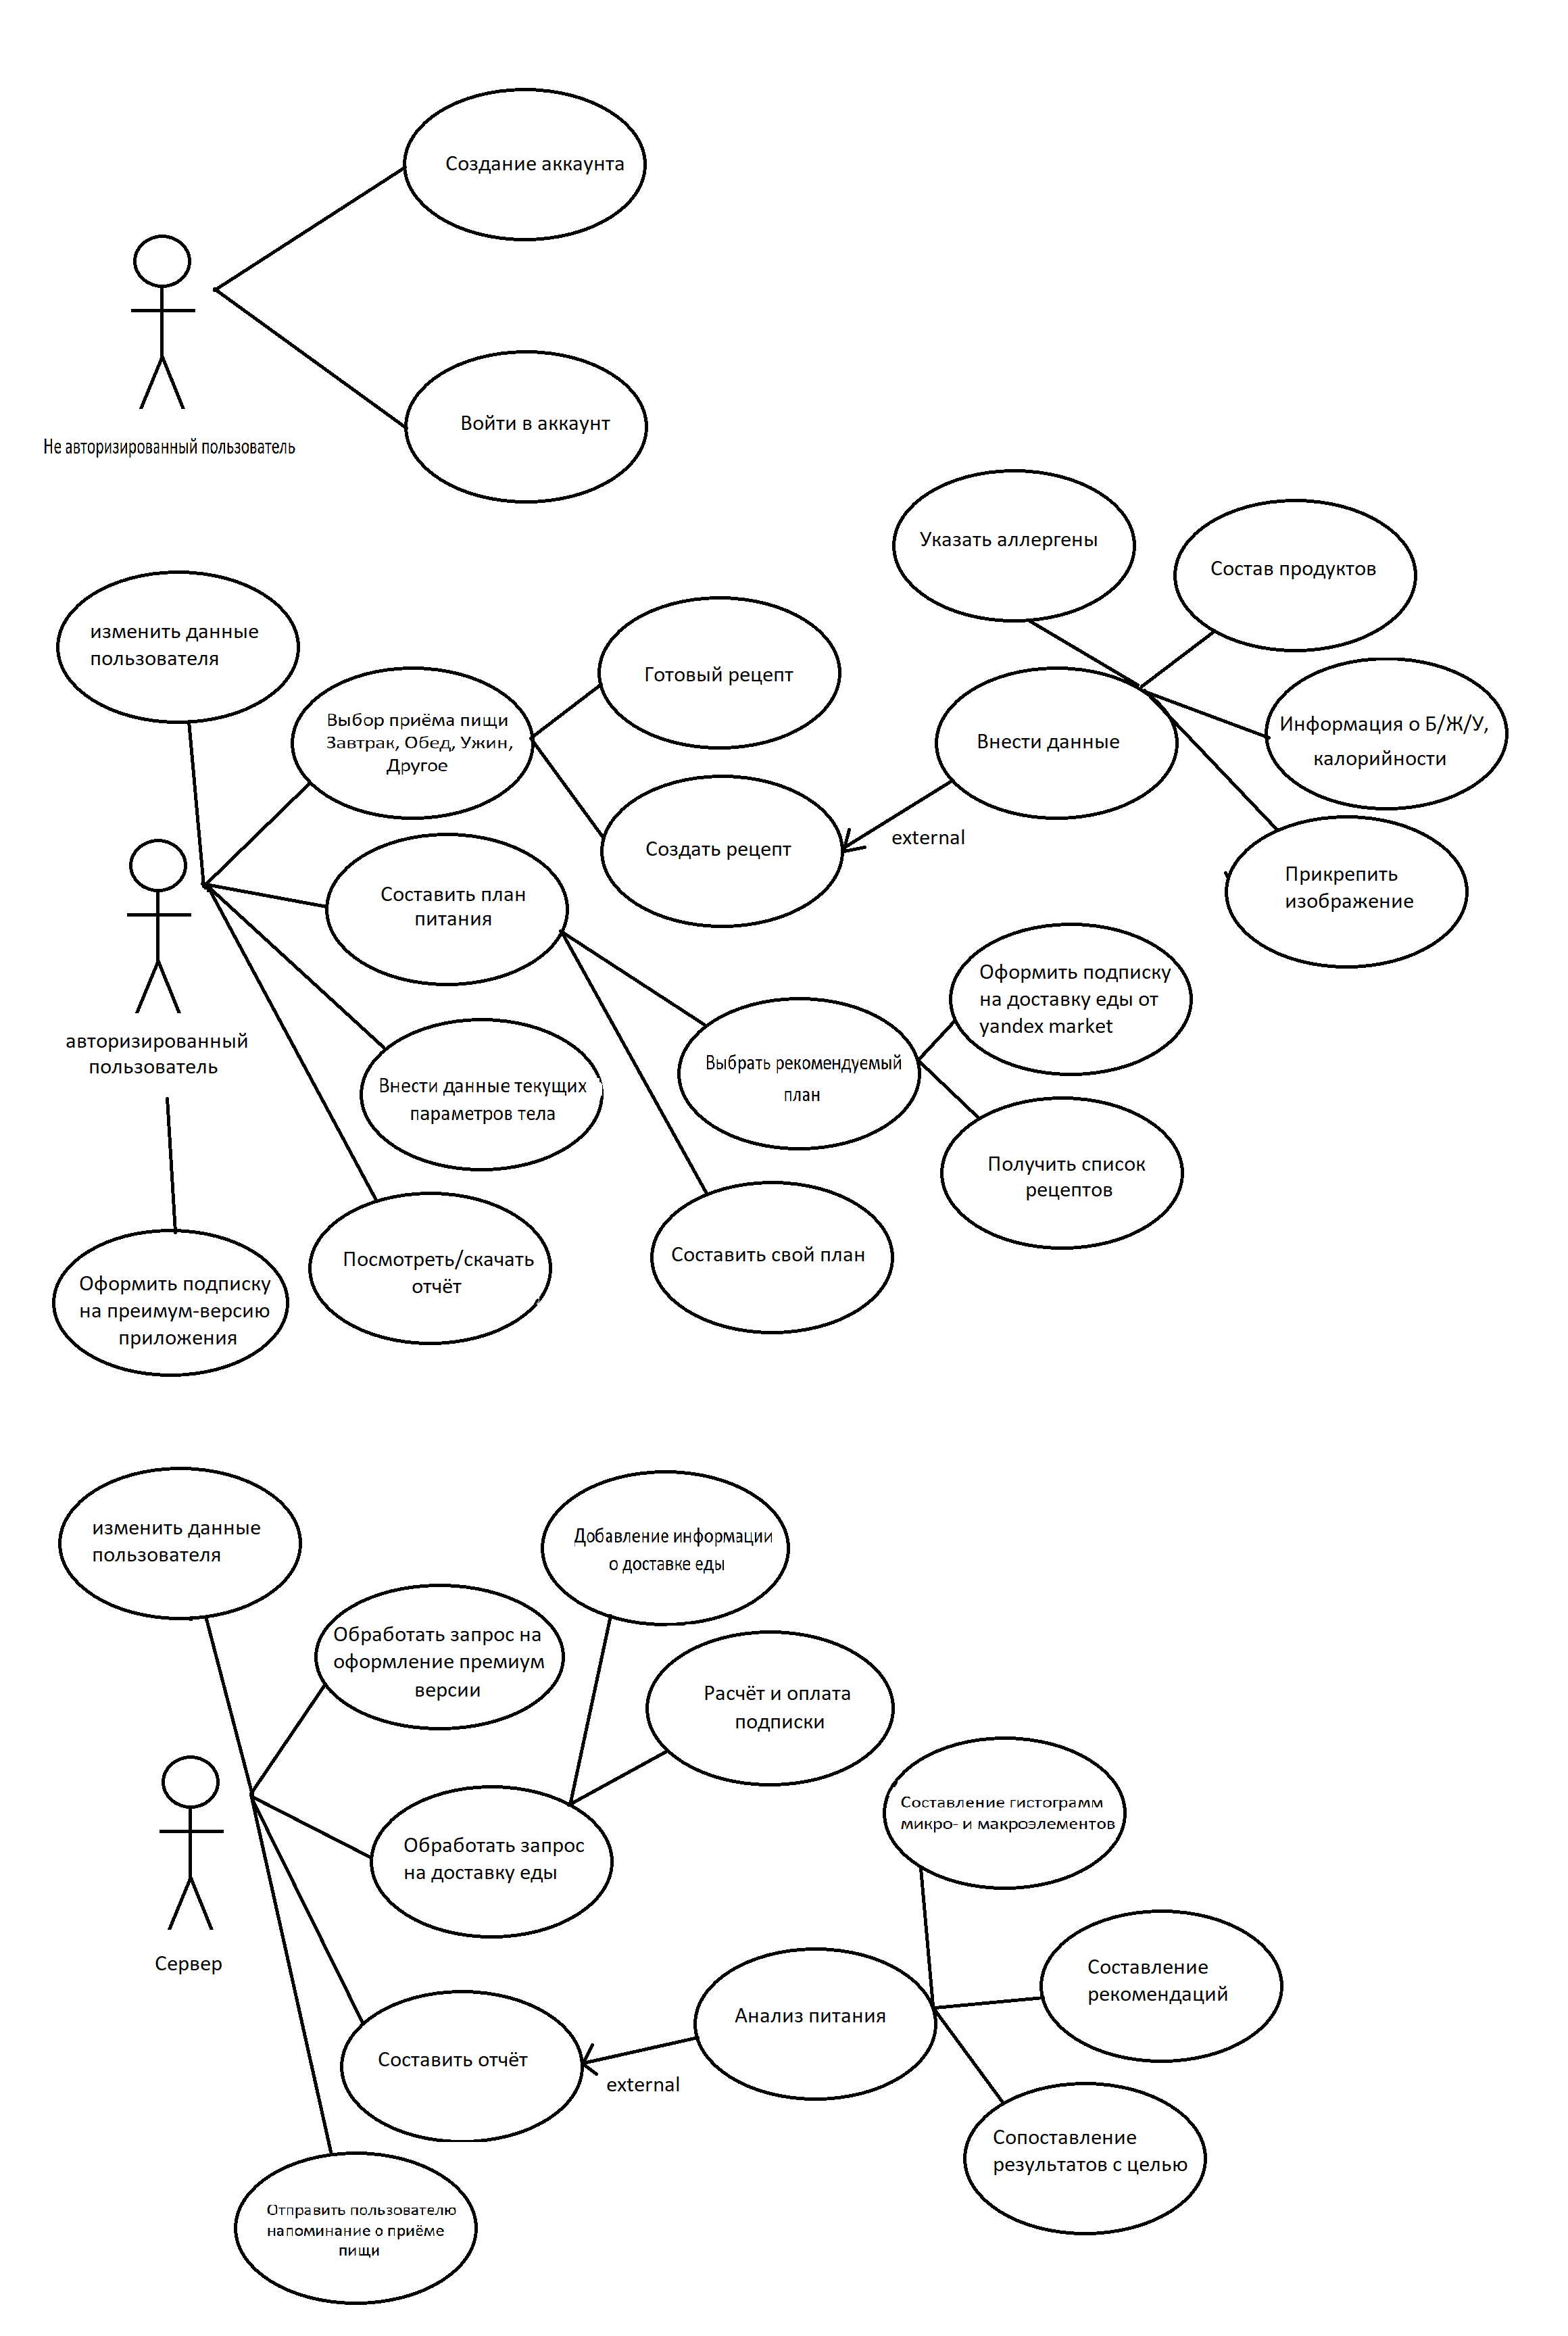 Создание аккаунта
Войти в аккаунт
Не авторизированный пользователь
Указать аллергены
Состав продуктов
изменить данные
пользователя
Готовый рецепт
Выбор приёма пищи
Завтрак, Обед, Ужин,
Другое
Внести данные
Информация о Б/Ж/У,
калорийности
Создать рецепт
external
Прикрепить
изображение
Составить план
питания
авторизированный
пользователь
Оформить подписку
на доставку еды от
yandex market
Выбрать рекомендуемый
план
Внести данные текущих
параметров тела
Получить список
рецептов
Составить свой план
Посмотреть/скачать
отчёт
Оформить подписку
на преимум-версию
приложения
изменить данные
пользователя
Добавление информации
о доставке еды
Обработать запрос на
оформление премиум
версии
Расчёт и оплата
подписки
Составление гистограмм
микро- и макроэлементов
Обработать запрос
на доставку еды
Сервер
Составление
рекомендаций
Анализ питания
Составить отчёт
external
Сопоставление
результатов с целью
Отправить пользователю
напоминание о приёме
пищи